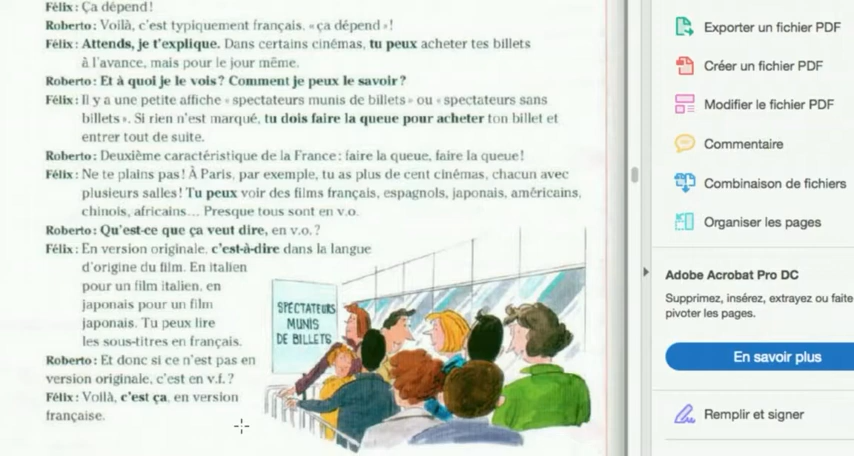 Félix : Ça dépend !
Roberto : Voilà, c'est typiquement français, « ça dépend » !
Félix : Attends, je t'explique. Dans certains cinémas, tu peux acheter tes billets
à l'avance, mais pour le jour même.
Roberto : Et à quoi je le vois ? Comment je peux le savoir ?
Félix : Il y a une petite affiche « spectateurs munis de billets » ou « spectateurs sans
billets ». Si rien n'est marqué, tu dois faire la queue pour acheter ton billet et
entrer tout de suite.
Roberto : Deuxième caractéristique de la France : faire la queue, faire la queue !
Félix : Ne te plains pas ! À Paris, par exemple, tu as plus de cent cinémas, chacun avec
plusieurs salles ! Tu peux voir des films français, espagnols, japonais, américains,
chinois, africains... Presque tous sont en v.o.
Roberto : Qu'est-ce que ça veut dire, en v.o. ?
Félix : En version originale, c'est-à-dire dans la langue
d'origine du film. En italien
pour un film italien, en
japonais pour un film
japonais. Tu peux lire
les sous-titres en français.
Roberto : Et donc si ce n'est pas en
version originale, c'est en v.f. ?
Félix : Voilà, c'est ça, en version
française.
SPECTATEURS
MUNIS
DE BILLETS
Exporter un fichier PDF
Créer un fichier PDF
Modifier le fichier PDF
Commentaire
Combinaison de fichiers
Organiser les pages
Adobe Acrobat Pro DC
Supprimez, insérez, extrayez ou faite
pivoter les pages.
En savoir plus
Remplir et signer